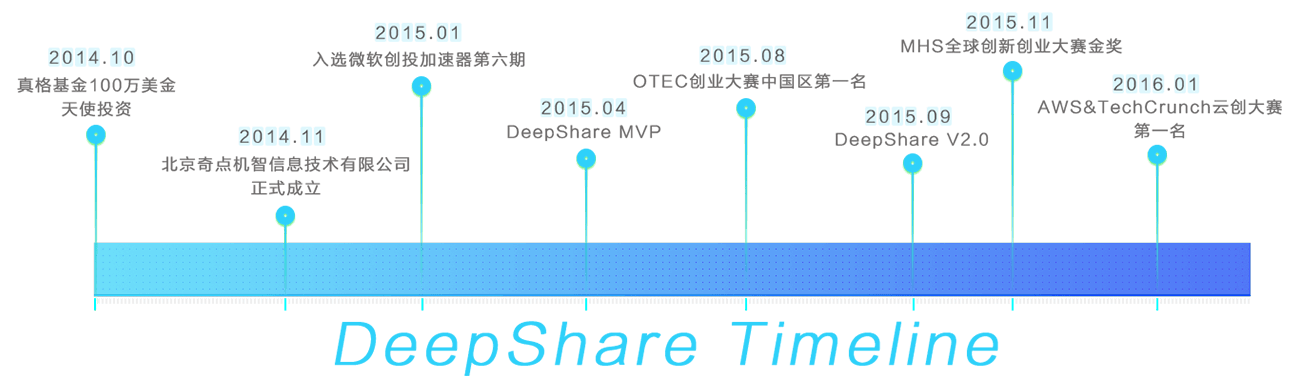 2014.10
真格基金100万美金
天使投资
2014.11
北京奇点机智信息技术有限公司
正式成立
2015.01
入选微软创投加速器第六期
2015.04
DeepShare MVP
2015.08
OTEC创业大赛中国区第一名
2015.09
DeepShare V2.0
2015.11
MHS全球创新创业大赛金奖
2016.01
AWS&TechCrunch云创大赛
第一名
DeepShare Timeline